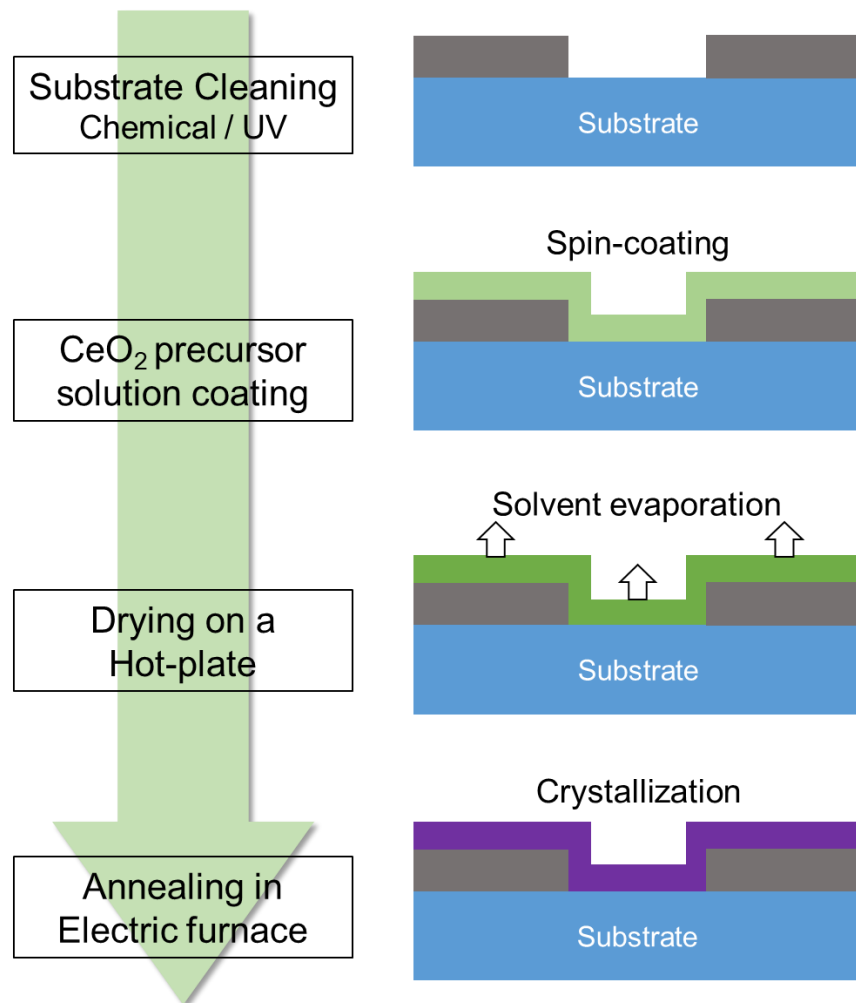 Substrate Cleaning
Chemical / UV
Substrate
Spin-coating
CeO₂ precursor
solution coating
Substrate
Solvent evaporation
Drying on a
Hot-plate
Substrate
Crystallization
Annealing in
Electric furnace
Substrate